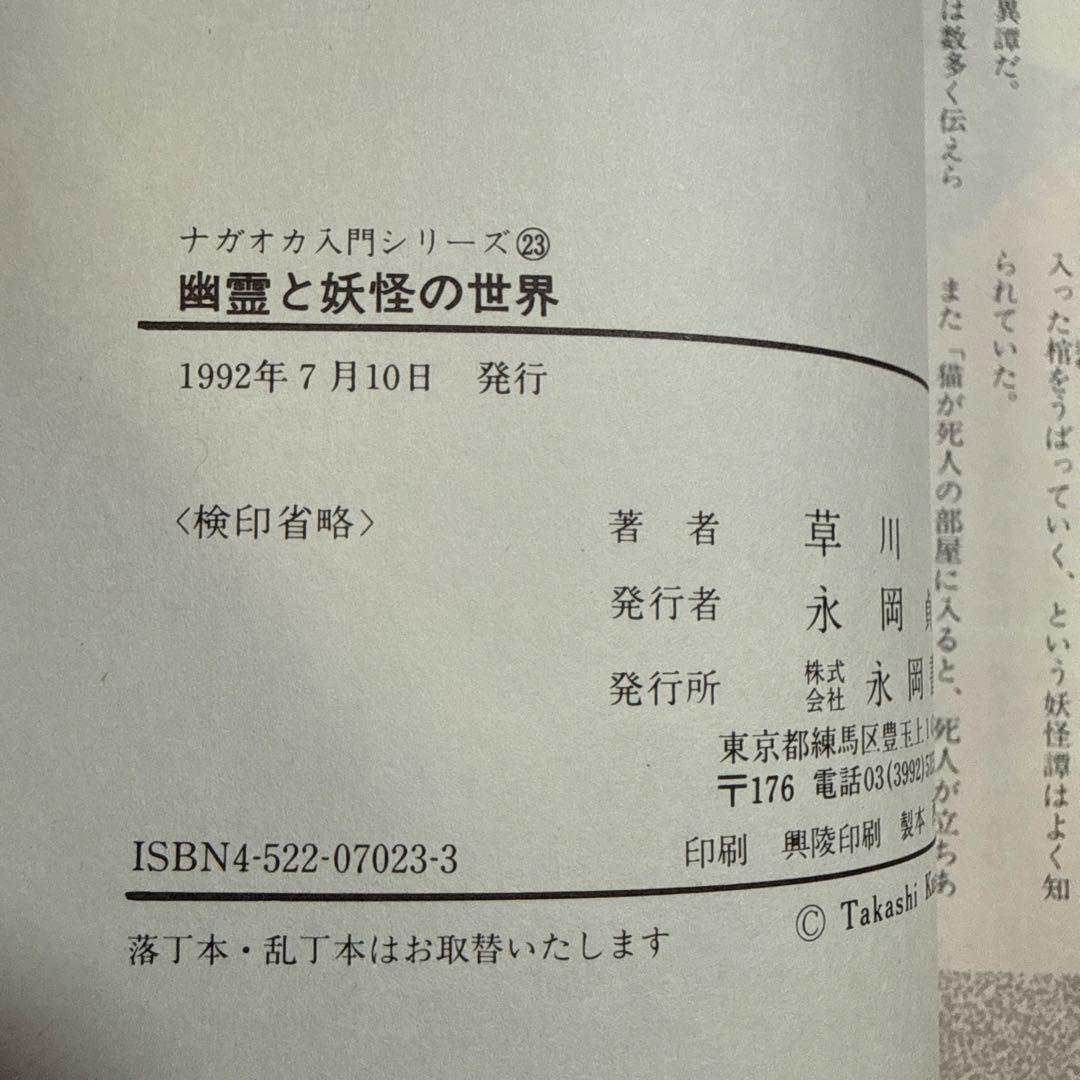 ナガオカ入門シリーズ㉓
幽霊と妖怪の世界
1992年7月10日 発行
〈検印省略〉
著者 草川
発行者 永岡
発行所 株式会社 永岡
東京都練馬区豊玉上1
〒176 電話03(3992)5
印刷 興陵印刷 製本
ISBN4-522-07023-3
© Takashi
落丁本・乱丁本はお取替いたします
入った棺をうばっていく、という妖怪譚はよく知
異譚だ。
られていた。
は数多く伝えら
また「猫が死人の部屋に入ると、死人が立ちあ